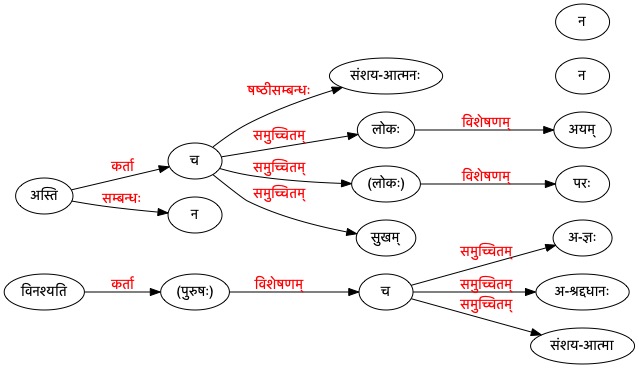 न
न
संशय-आत्मनः
षष्ठीसम्बन्धः
लोकः
समुच्चितम्
विशेषणम्
अयम्
च
कर्ता
समुच्चितम्
(लोकः)
विशेषणम्
परः
अस्ति
सम्बन्धः
न
समुच्चितम्
सुखम्
अ-ज्ञः
समुच्चितम्
विनश्यति
कर्ता
(पुरुषः)
विशेषणम्
च
समुच्चितम्
अ-श्रद्दधानः
समुच्चितम्
संशय-आत्मा